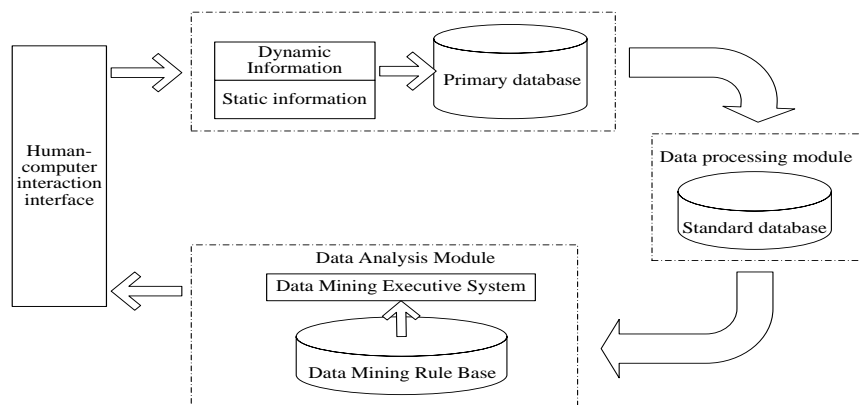 Human-
computer
interaction
interface
Dynamic
Information
Static information
Primary database
Data processing module
Standard database
Data Analysis Module
Data Mining Executive System
Data Mining Rule Base